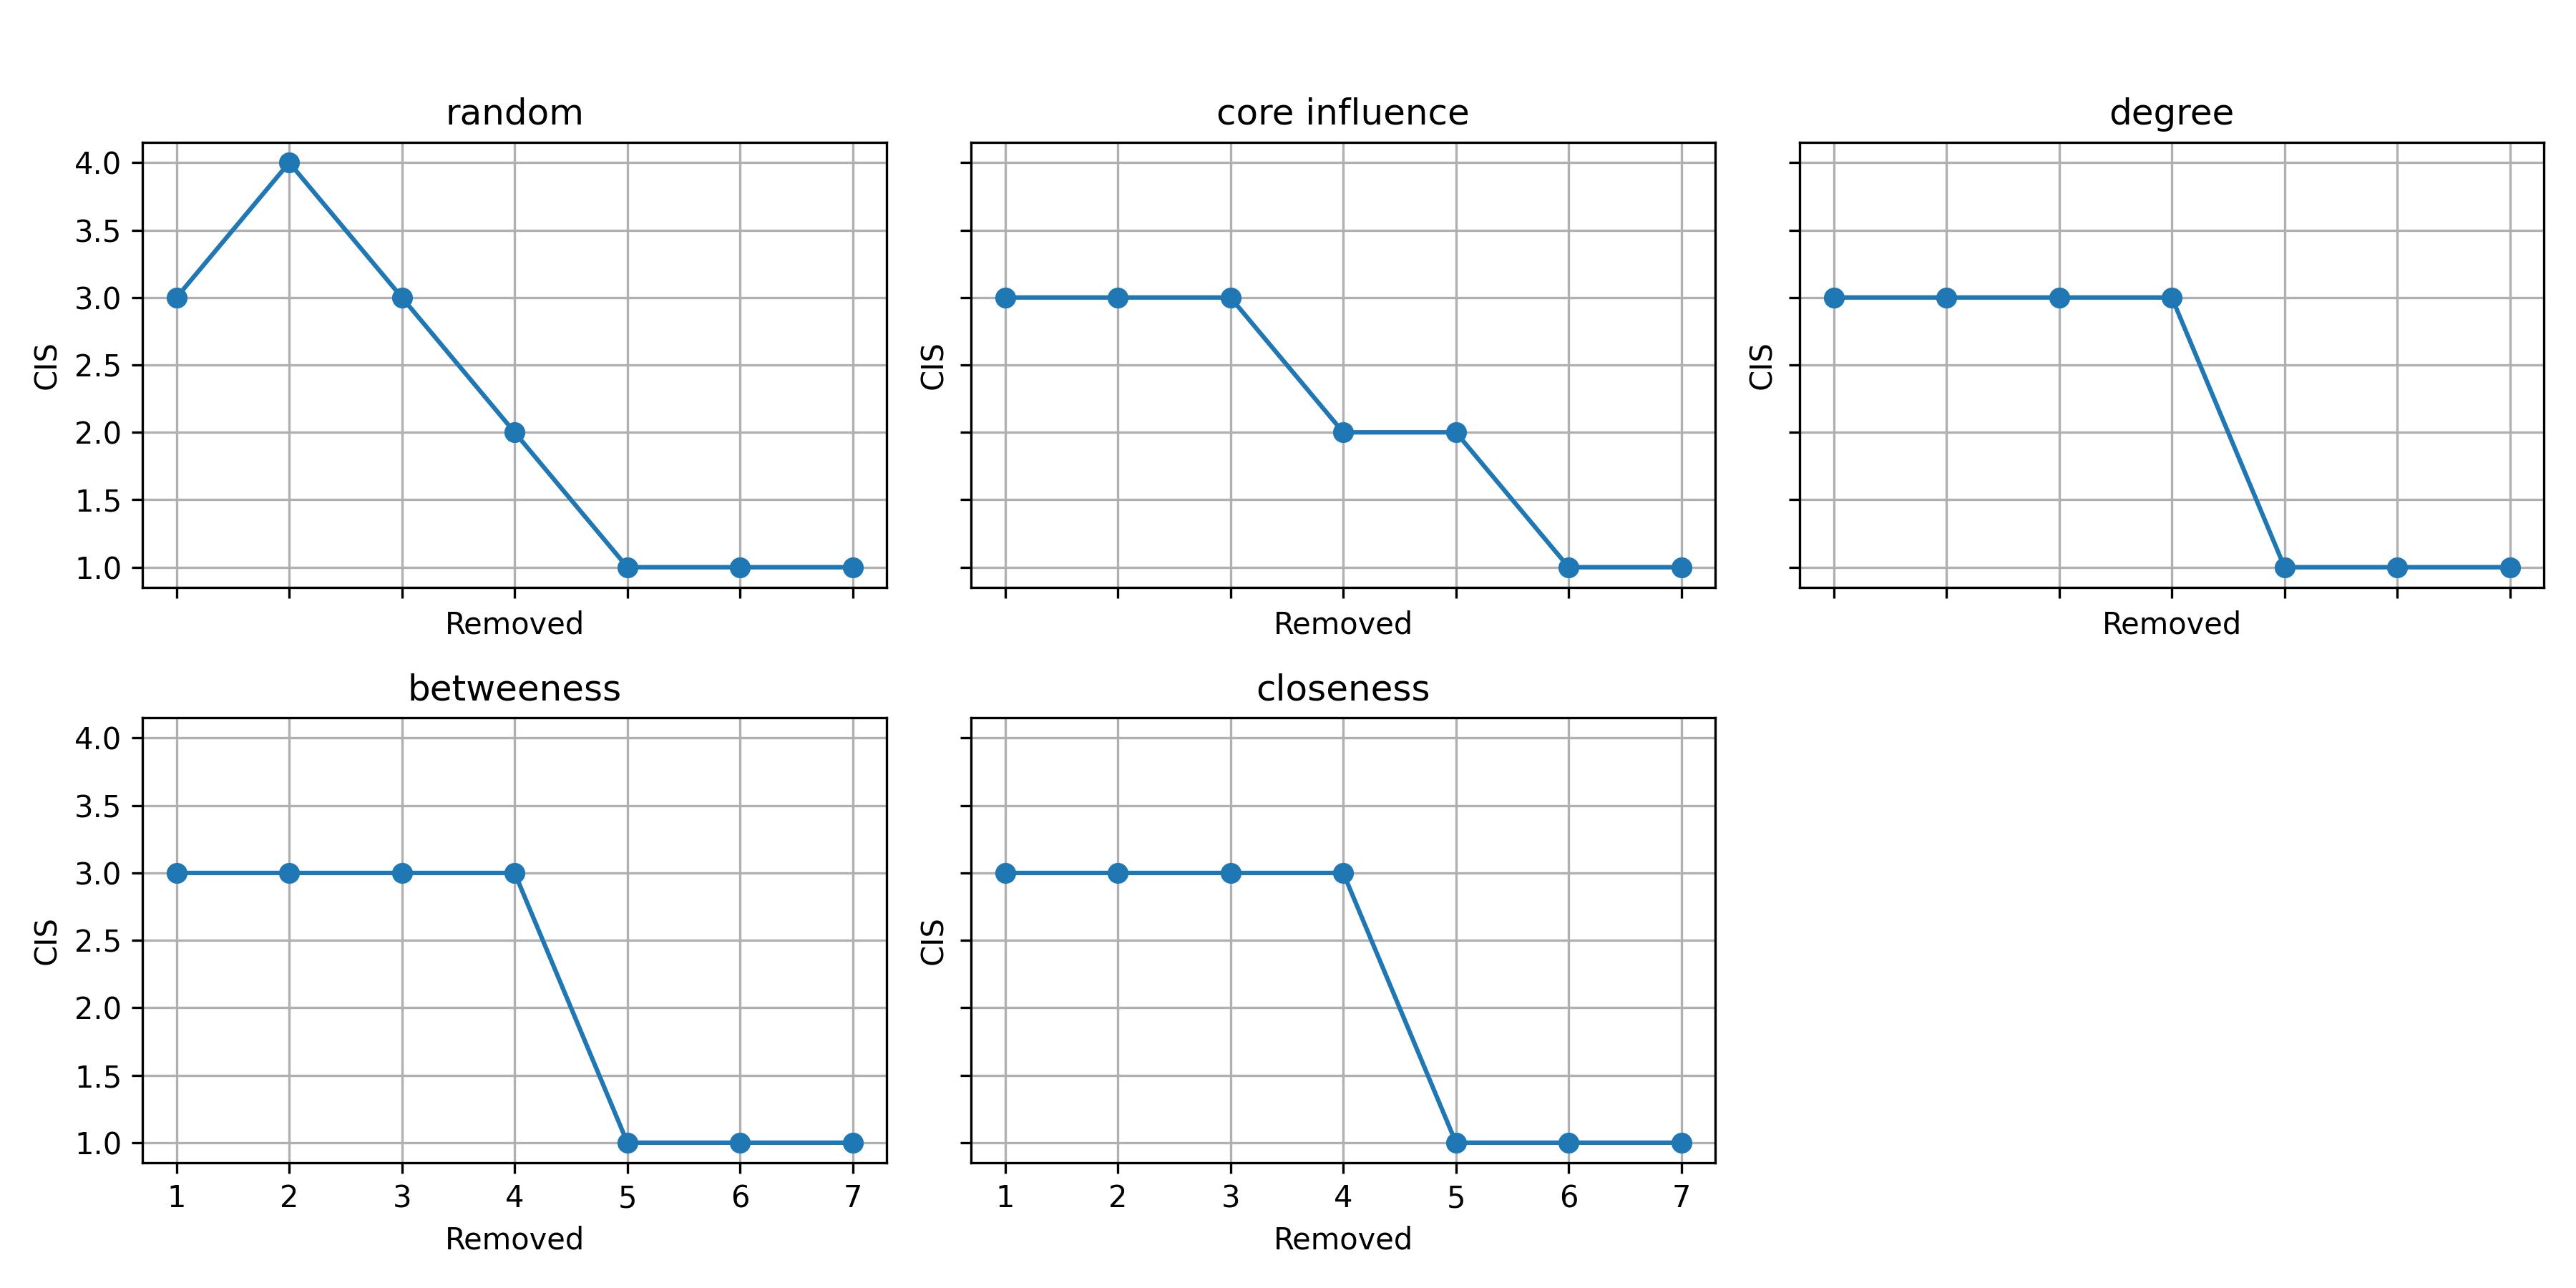 random
core influence
degree
4.0
3.5
3.0
2.5
2.0
1.5
1.0
CIS
CIS
CIS
Removed
Removed
Removed
betweeness
closeness
4.0
3.5
3.0
2.5
2.0
1.5
1.0
CIS
CIS
1 2 3 4 5 6 7
1 2 3 4 5 6 7
Removed
Removed